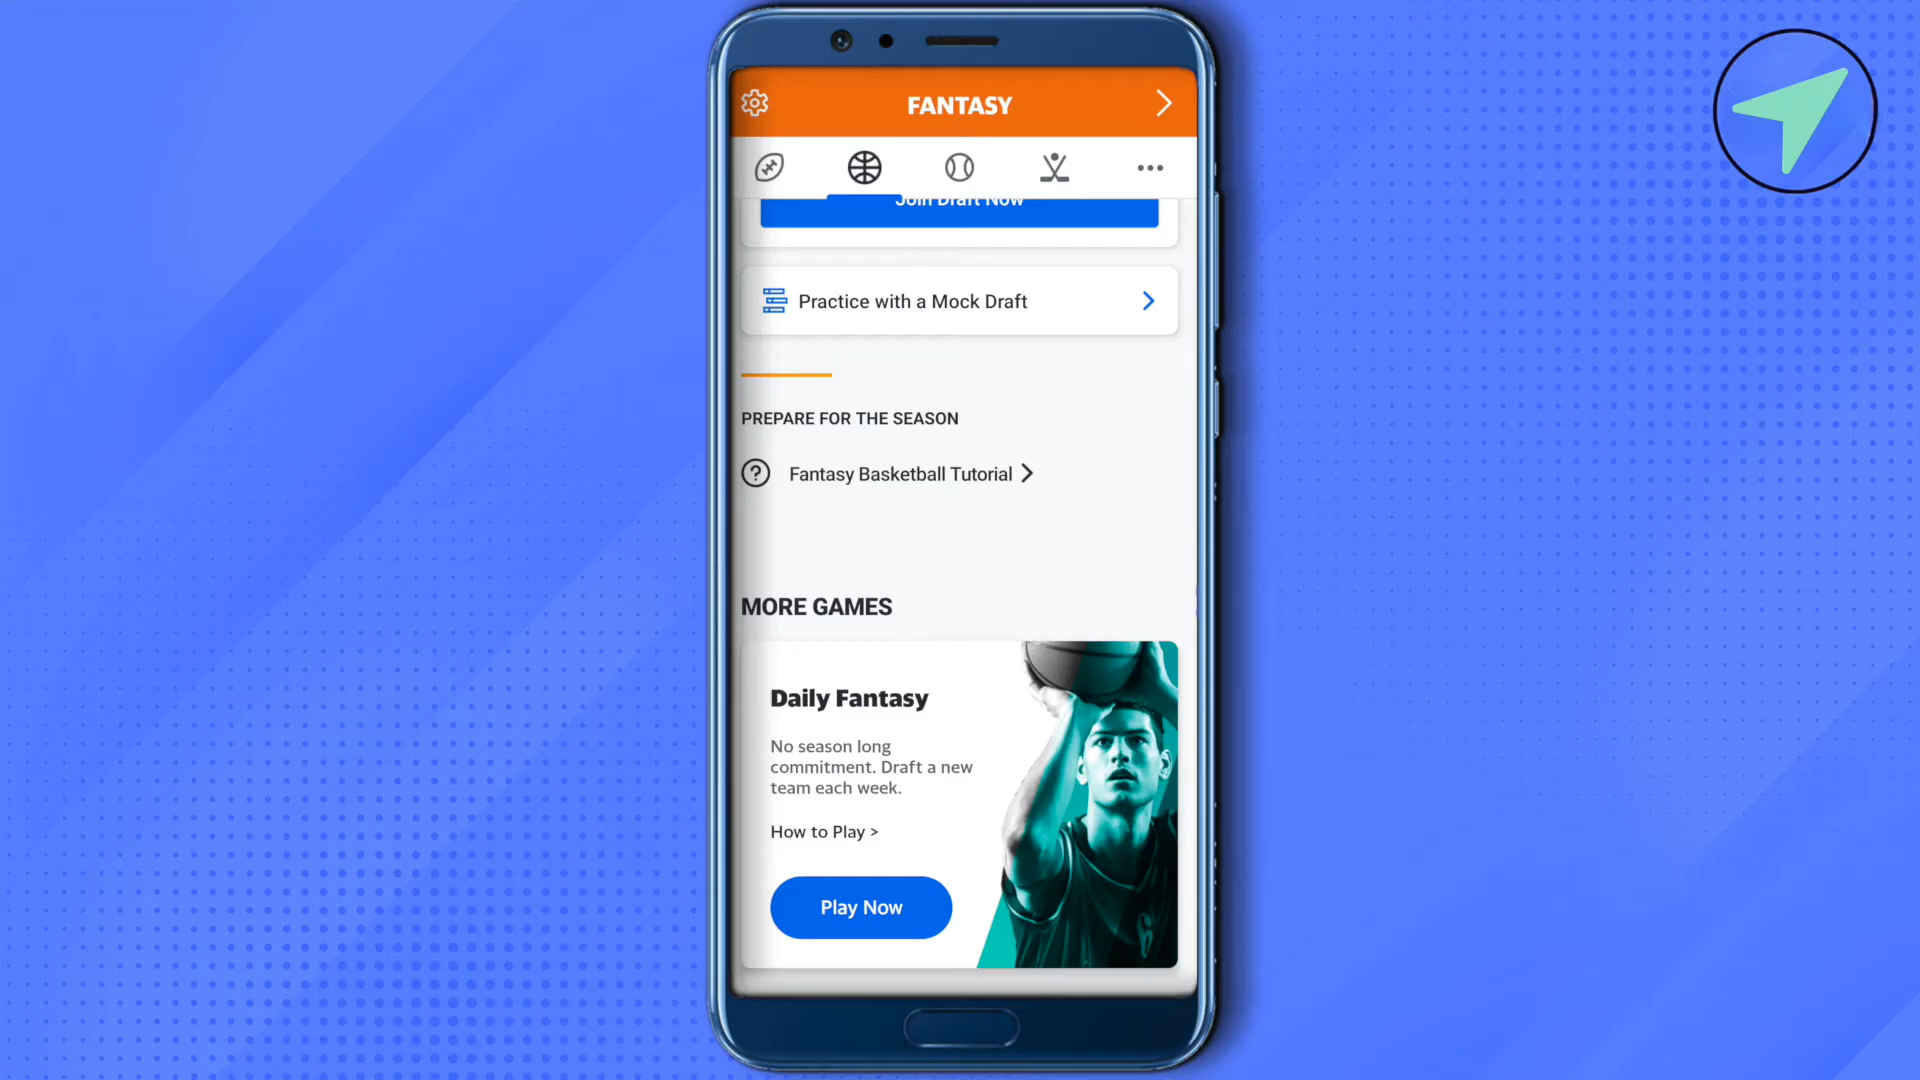 FANTASY
Join Draft Now
Practice with a Mock Draft
PREPARE FOR THE SEASON
Fantasy Basketball Tutorial
MORE GAMES
Daily Fantasy
No season long
commitment. Draft a new
team each week.
How to Play >
Play Now